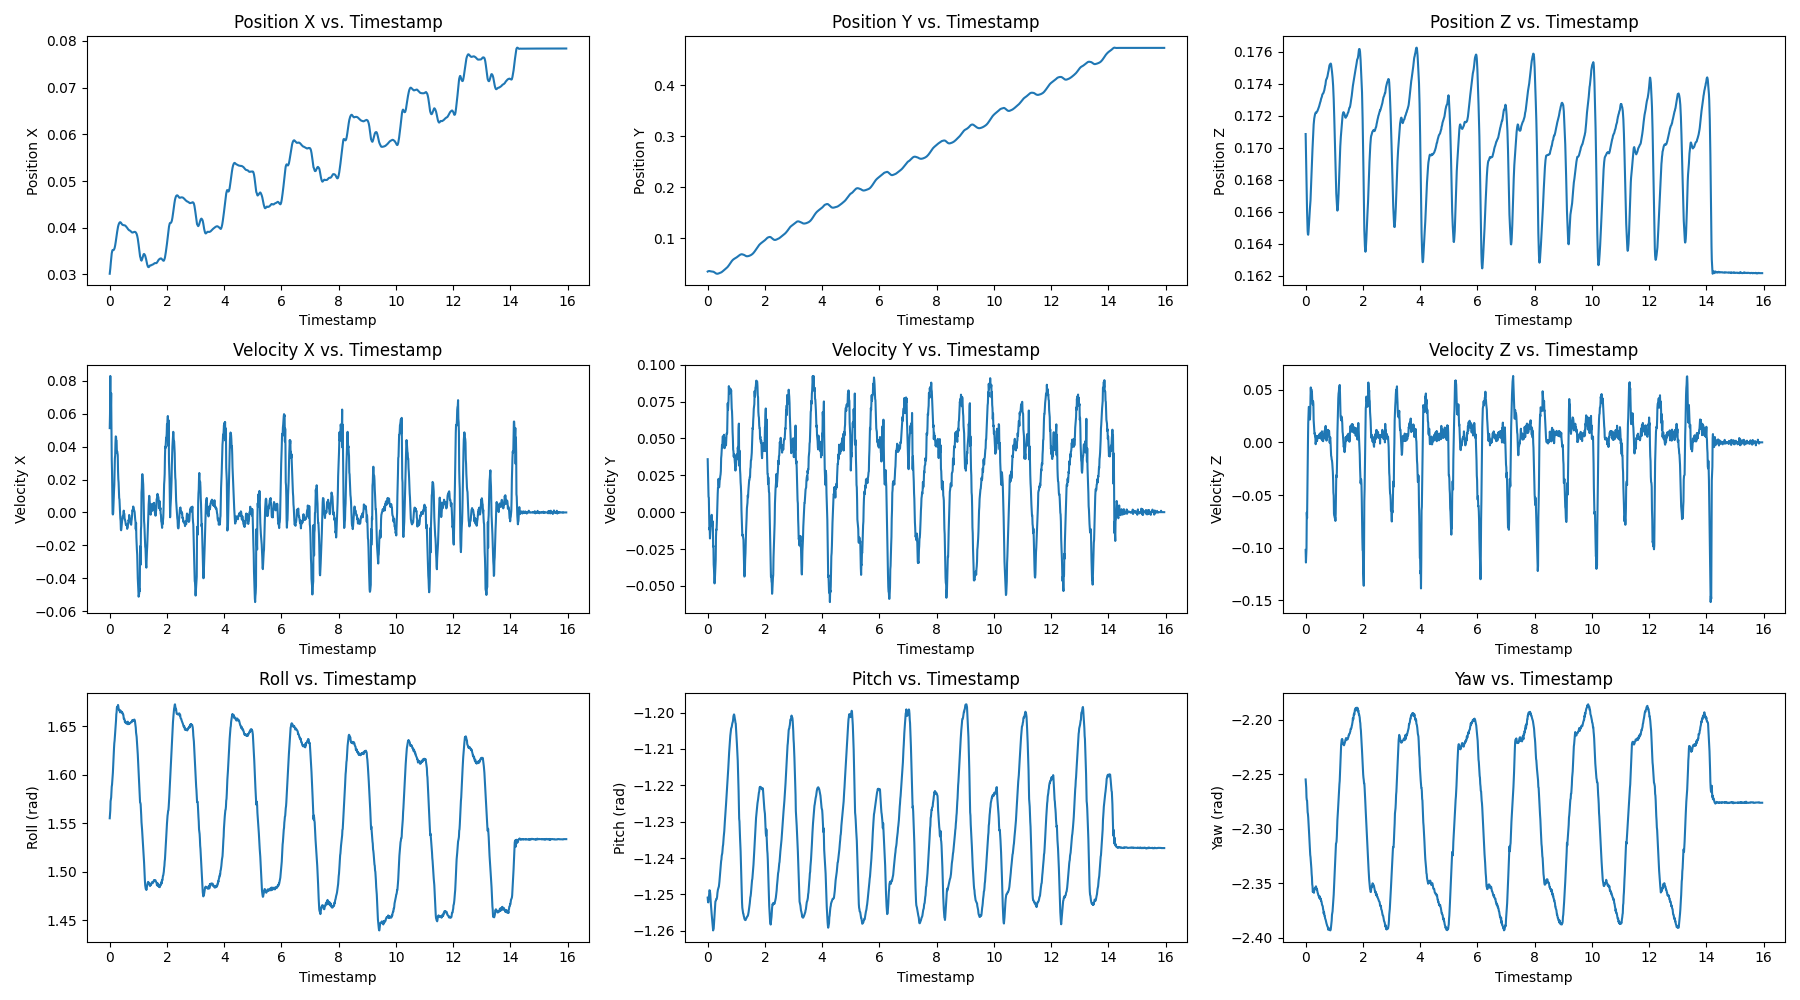 Position X vs. Timestamp
Position X
0.08
0.07
0.06
0.05
0.04
0.03
0 2 4 6 8 10 12 14 16
Timestamp
Position Y vs. Timestamp
Position Y
0.4
0.3
0.2
0.1
0 2 4 6 8 10 12 14 16
Timestamp
Position Z vs. Timestamp
Position Z
0.176
0.174
0.172
0.170
0.168
0.166
0.164
0.162
0 2 4 6 8 10 12 14 16
Timestamp
Velocity X vs. Timestamp
Velocity X
0.08
0.06
0.04
0.02
0.00
−0.02
−0.04
−0.06
0 2 4 6 8 10 12 14 16
Timestamp
Velocity Y vs. Timestamp
Velocity Y
0.100
0.075
0.050
0.025
0.000
−0.025
−0.050
0 2 4 6 8 10 12 14 16
Timestamp
Velocity Z vs. Timestamp
Velocity Z
0.05
0.00
−0.05
−0.10
−0.15
0 2 4 6 8 10 12 14 16
Timestamp
Roll vs. Timestamp
Roll (rad)
1.65
1.60
1.55
1.50
1.45
0 2 4 6 8 10 12 14 16
Timestamp
Pitch vs. Timestamp
Pitch (rad)
−1.20
−1.21
−1.22
−1.23
−1.24
−1.25
−1.26
0 2 4 6 8 10 12 14 16
Timestamp
Yaw vs. Timestamp
Yaw (rad)
−2.20
−2.25
−2.30
−2.35
−2.40
0 2 4 6 8 10 12 14 16
Timestamp